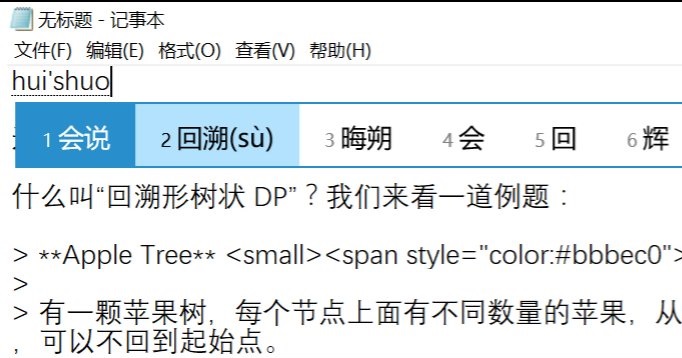 无标题 - 记事本
文件(F) 编辑(E) 格式(O) 查看(V) 帮助(H)
hui'shuo
1 会说 2 回溯(sù) 3 晦朔 4 会 5 回 6 辉
什么叫“回溯形树状 DP”？我们来看一道例题：
> **Apple Tree** <small><span style="color:#bbbec0">
>
> 有一颗苹果树，每个节点上面有不同数量的苹果，从
，可以不回到起始点。